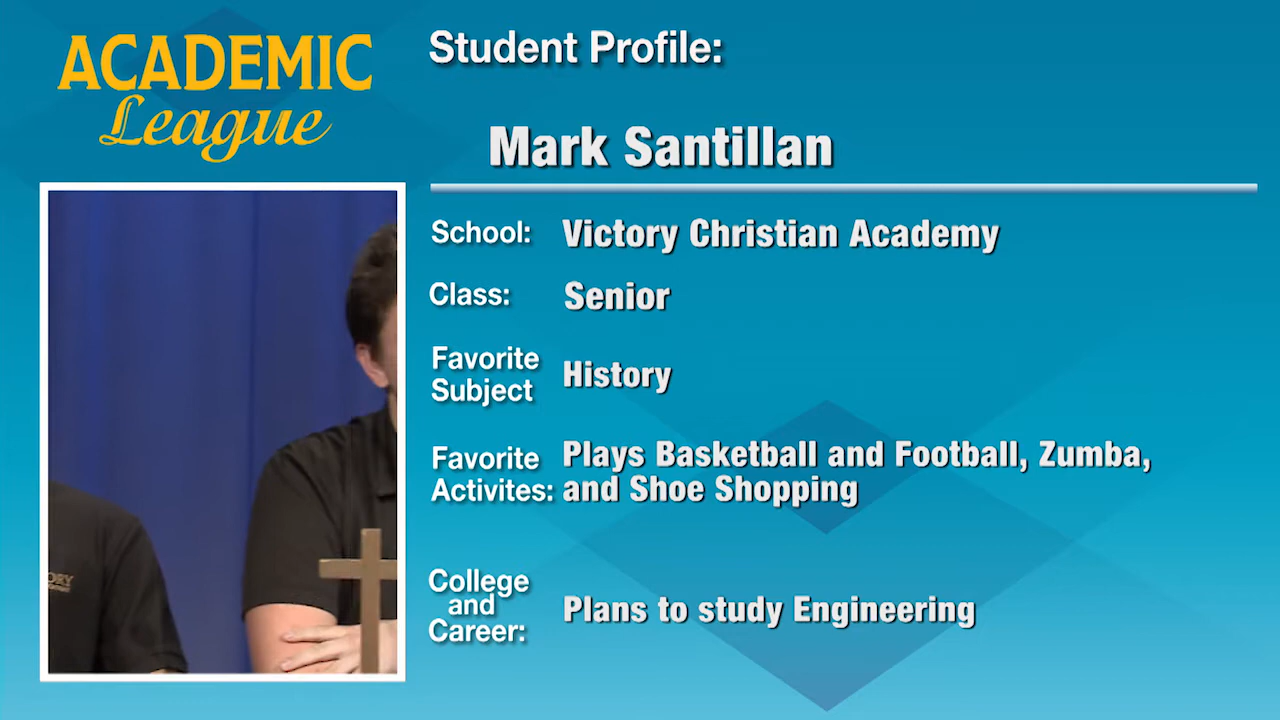 ACADEMIC
League
Student Profile:
Mark Santillan
School: Victory Christian Academy
Class: Senior
Favorite
Subject
History
Favorite
Activites:
Plays Basketball and Football, Zumba,
and Shoe Shopping
College
and
Career:
Plans to study Engineering